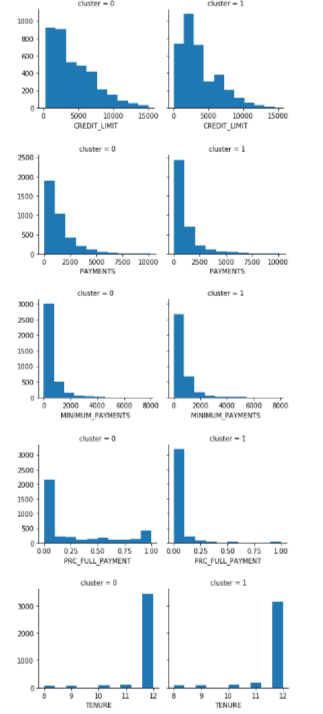 cluster = 0 cluster = 1
1000
800
600
400
200
0
0 5000 10000 15000 0 5000 10000 15000
CREDIT_LIMIT CREDIT_LIMIT
cluster = 0 cluster = 1
2500
2000
1500
1000
500
0
0 2500 5000 7500 10000 0 2500 5000 7500 10000
PAYMENTS PAYMENTS
cluster = 0 cluster = 1
3000
2500
2000
1500
1000
500
0
0 2000 4000 6000 8000 0 2000 4000 6000 8000
MINIMUM_PAYMENTS MINIMUM_PAYMENTS
cluster = 0 cluster = 1
3000
2500
2000
1500
1000
500
0
0.00 0.25 0.50 0.75 1.00 0.00 0.25 0.50 0.75 1.00
PRC_FULL_PAYMENT PRC_FULL_PAYMENT
cluster = 0 cluster = 1
3000
2000
1000
0
8 9 10 11 12 8 9 10 11 12
TENURE TENURE